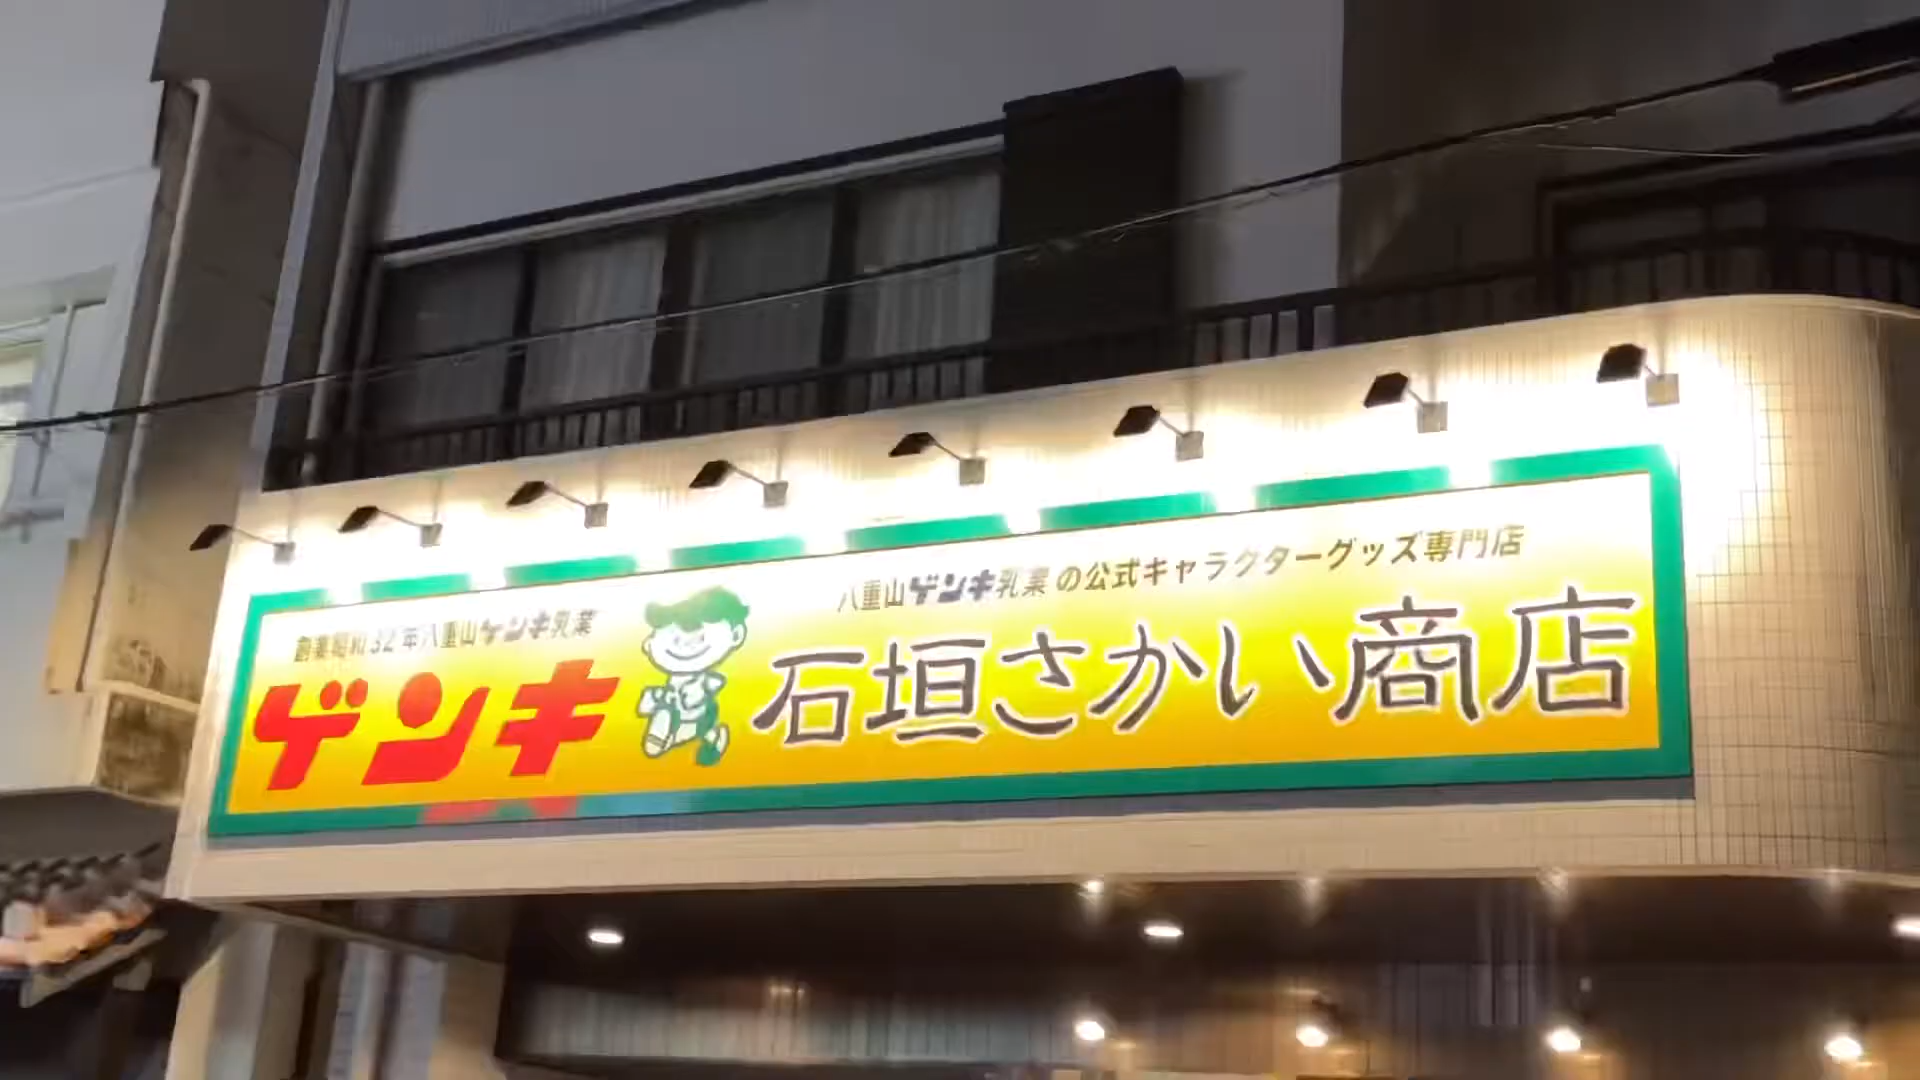 創業昭和32年八重山ゲンキ乳業
ゲンキ
八重山ゲンキ乳業の公式キャラクターグッズ専門店
石垣さかい商店